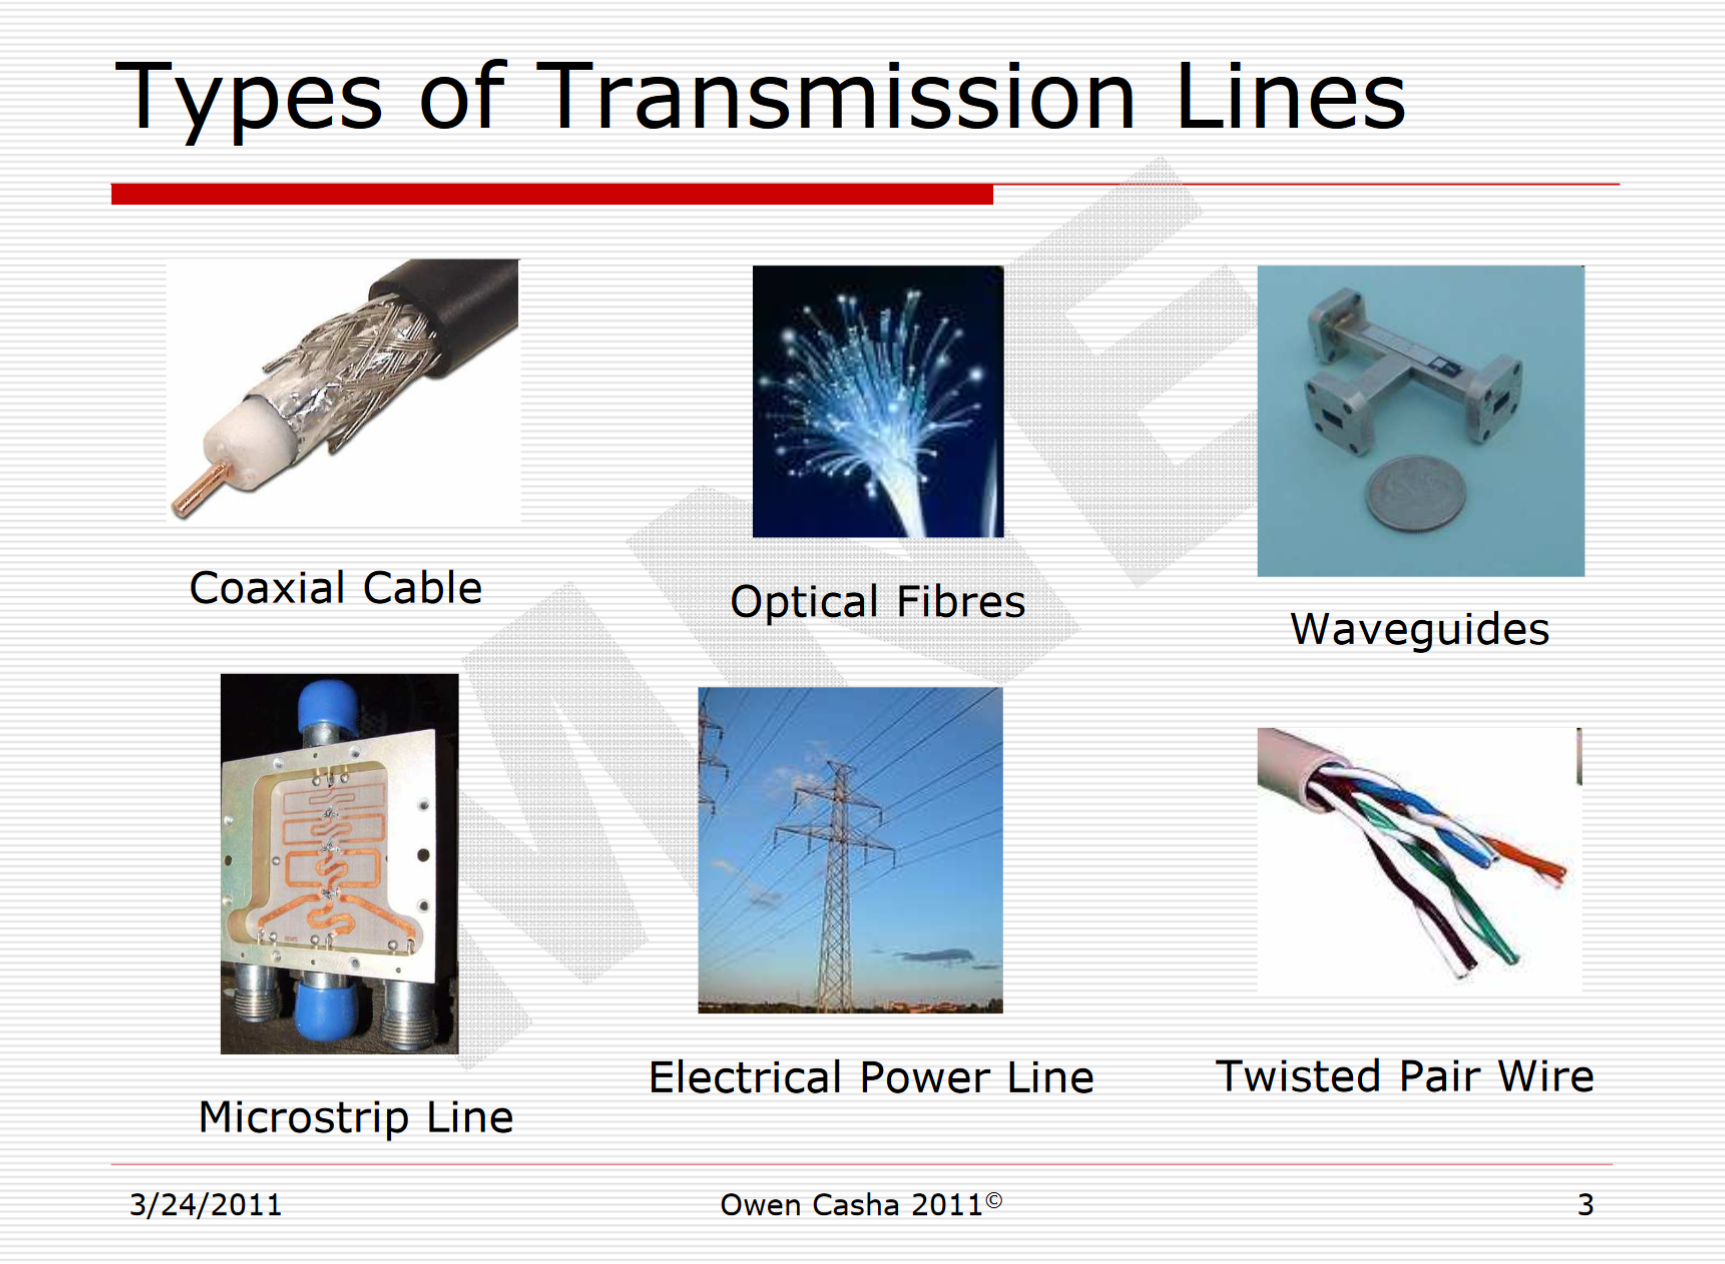 Types of Transmission Lines
Coaxial Cable
Optical Fibres
Waveguides
Microstrip Line
Electrical Power Line
Twisted Pair Wire
3/24/2011
Owen Casha 2011©
3
MNE